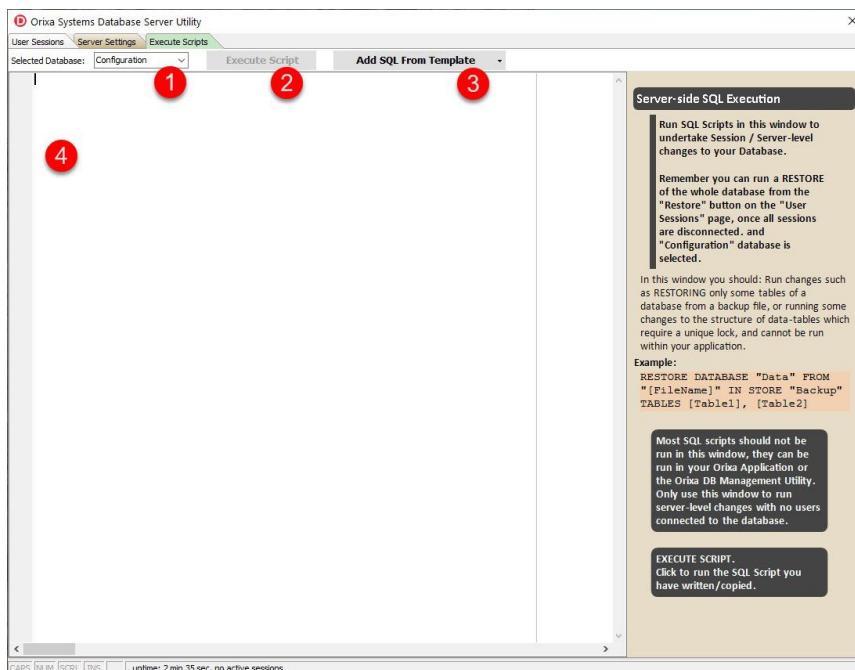 Orixa Systems Database Server Utility
User Sessions Server Settings Execute Scripts
Selected Database: Configuration Execute Script Add SQL From Template
1 2 3
4
Server-side SQL Execution
Run SQL Scripts in this window to
undertake Session / Server-level
changes to your Database.
Remember you can run a RESTORE
of the whole database from the
"Restore" button on the "User
Sessions" page, once all sessions
are disconnected. and
"Configuration" database is
selected.
In this window you should: Run changes such
as RESTORING only some tables of a
database from a backup file, or running some
changes to the structure of data-tables which
require a unique lock, and cannot be run
within your application.
Example:
RESTORE DATABASE "Data" FROM
"[FileName]" IN STORE "Backup"
TABLES [Table1], [Table2]
Most SQL scripts should not be
run in this window, they can be
run in your Orixa Application or
the Orixa DB Management Utility.
Only use this window to run
server-level changes with no users
connected to the database.
EXECUTE SCRIPT.
Click to run the SQL Script you
have written/copied.
CAPS NUM SCRL INS uptime: 2 min 35 sec, no active sessions